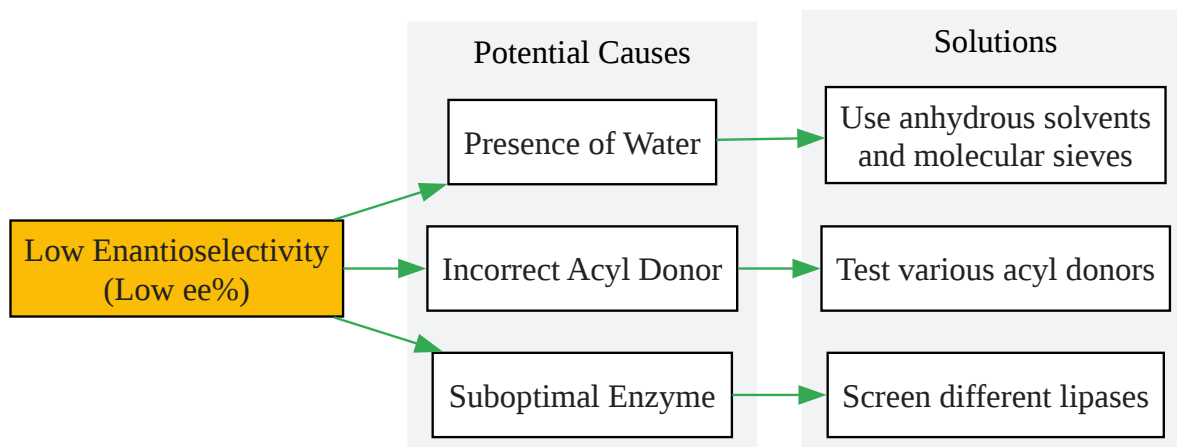 Potential Causes
Solutions
Low Enantioselectivity
(Low ee%)
Presence of Water
Use anhydrous solvents
and molecular sieves
Incorrect Acyl Donor
Test various acyl donors
Suboptimal Enzyme
Screen different lipases